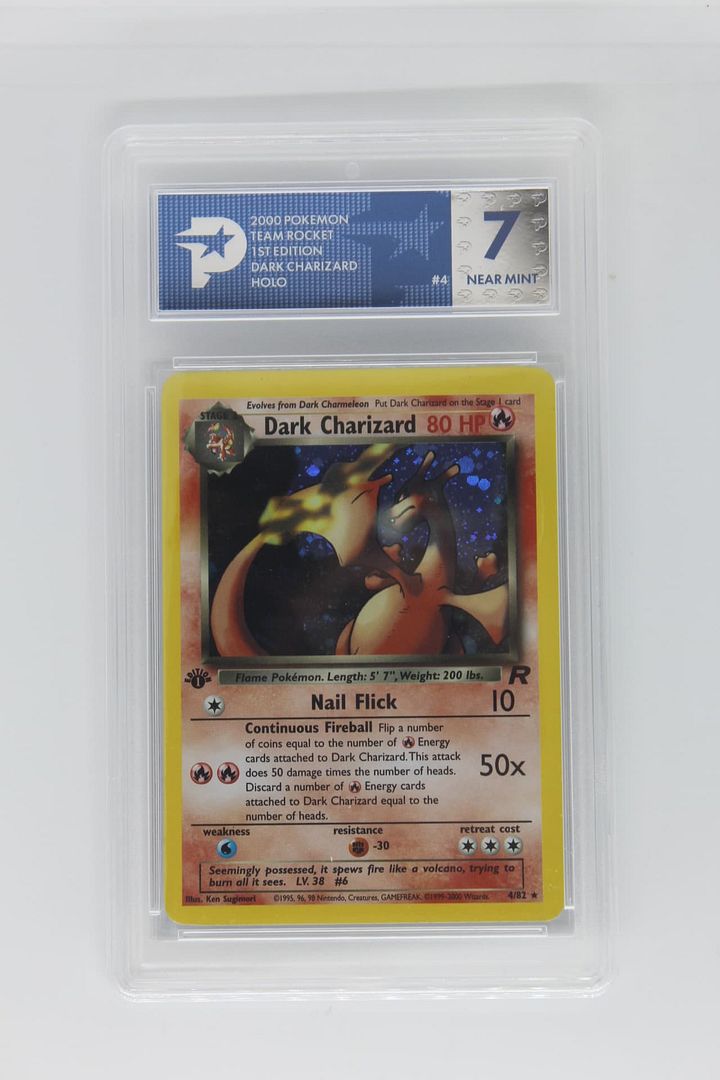 2000 POKEMON
TEAM ROCKET
1ST EDITION
DARK CHARIZARD
HOLO
#4
7
NEAR MINT
Evolves from Dark Charmeleon Put Dark Charizard on the Stage 1 card
STAGE 2
Dark Charizard 80 HP
Flame Pokémon. Length: 5' 7", Weight: 200 lbs.
R
EDITION
1
Nail Flick 10
Continuous Fireball Flip a number
of coins equal to the number of Energy
cards attached to Dark Charizard. This attack
does 50 damage times the number of heads.
Discard a number of Energy cards
attached to Dark Charizard equal to the
number of heads.
50x
weakness resistance retreat cost
-30
Seemingly possessed, it spews fire like a volcano, trying to
burn all it sees. LV. 38 #6
Illus. Ken Sugimori ©1995, 96, 98 Nintendo, Creatures, GAMEFREAK. ©1999-2000 Wizards. 4/82 ★